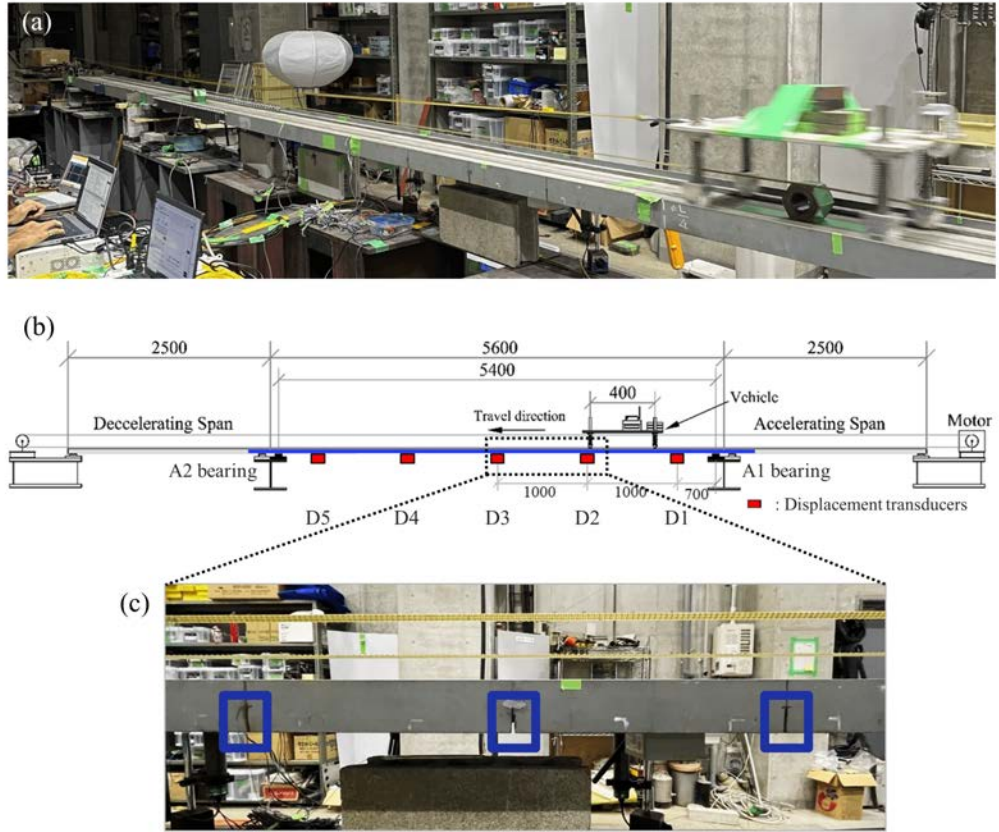 (a)
(b)
2500
5600
2500
5400
400
Vehicle
Travel direction
Deccelerating Span
Accelerating Span
Motor
A2 bearing
A1 bearing
1000
1000
700
: Displacement transducers
D5
D4
D3
D2
D1
(c)